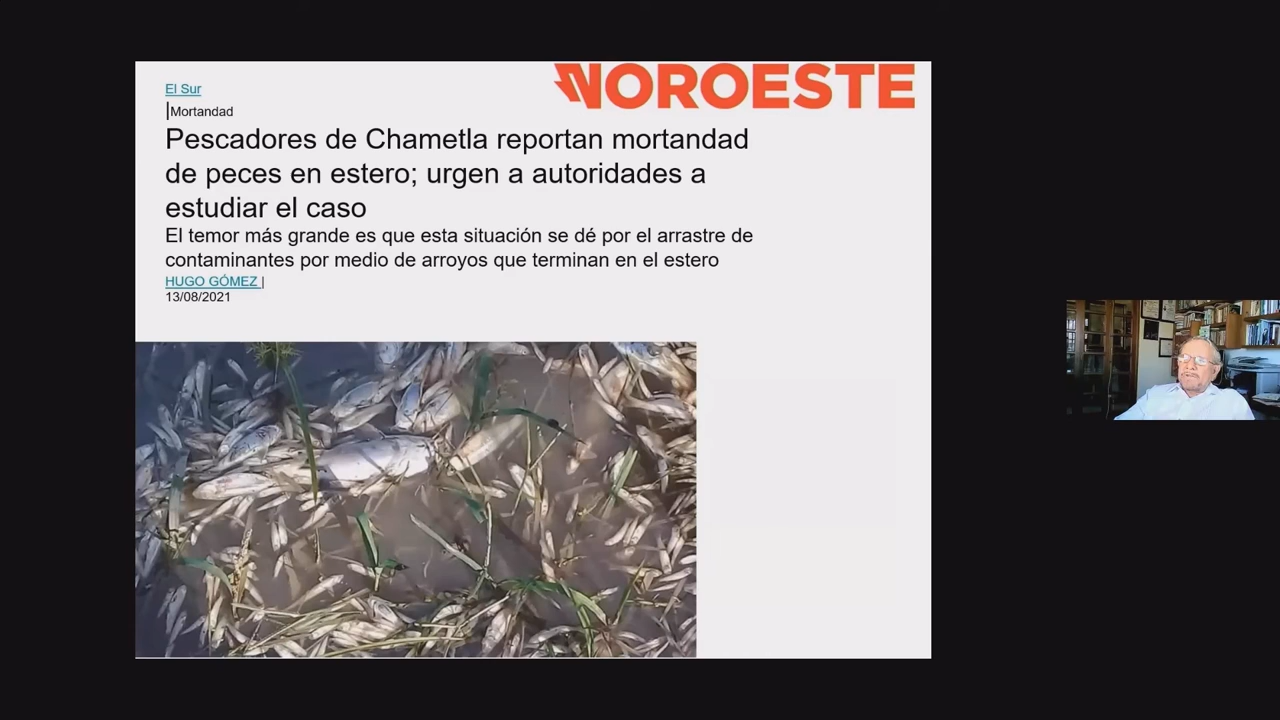 NOROESTE
El Sur
|Mortandad
Pescadores de Chametla reportan mortandad
de peces en estero; urgen a autoridades a
estudiar el caso
El temor más grande es que esta situación se dé por el arrastre de
contaminantes por medio de arroyos que terminan en el estero
HUGO GÓMEZ |
13/08/2021